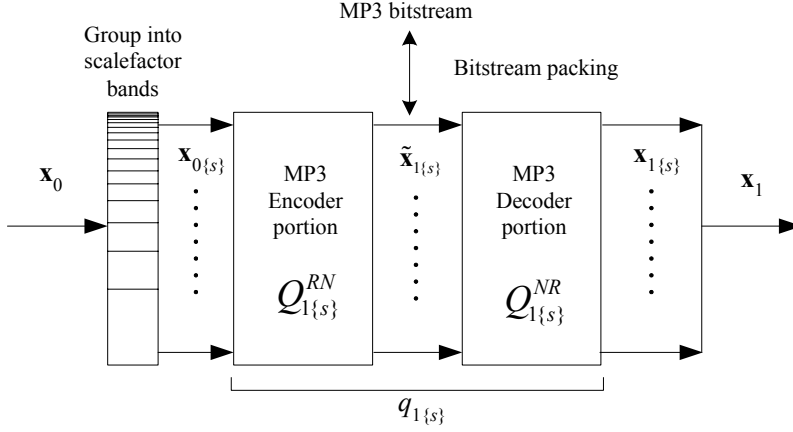 MP3 bitstream
Group into
scalefactor
bands
Bitstream packing
x₀
x₀{s}
MP3
Encoder
portion
Q₁{s}ᴿᴺ
x̃₁{s}
MP3
Decoder
portion
Q₁{s}ᴺᴿ
x₁{s}
x₁
q₁{s}